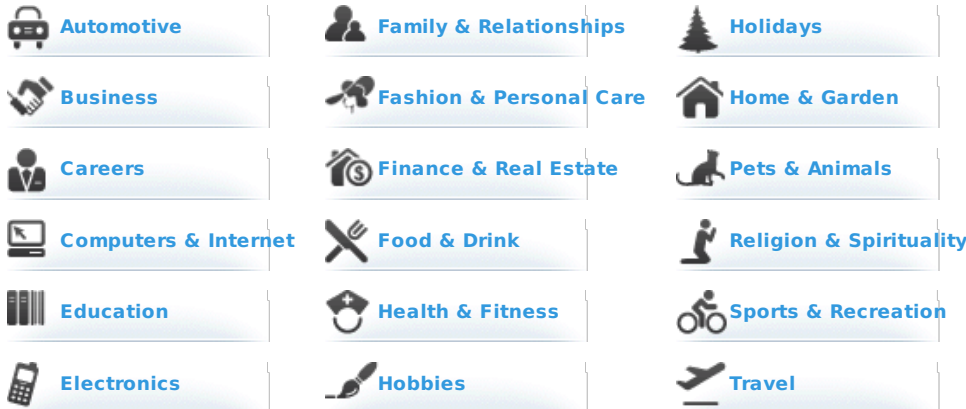 Automotive
Family & Relationships
Holidays
Business
Fashion & Personal Care
Home & Garden
Careers
Finance & Real Estate
Pets & Animals
Computers & Internet
Food & Drink
Religion & Spirituality
Education
Health & Fitness
Sports & Recreation
Electronics
Hobbies
Travel